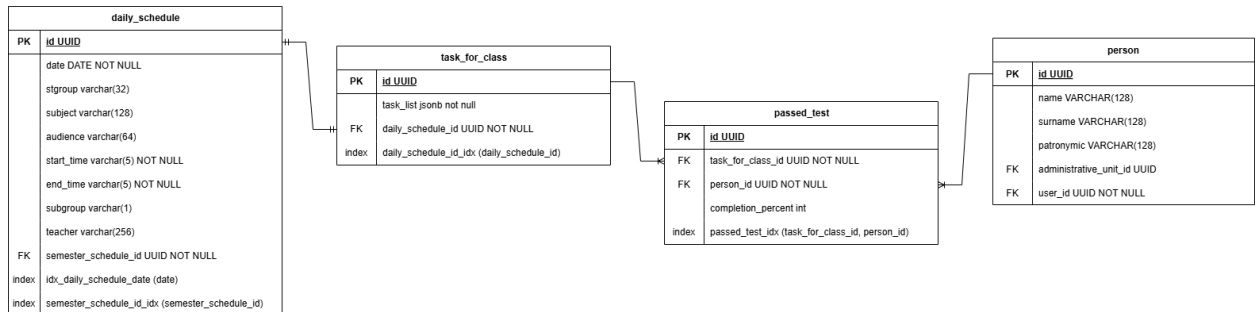 daily_schedule
PK id UUID
date DATE NOT NULL
stgroup varchar(32)
subject varchar(128)
audience varchar(64)
start_time varchar(5) NOT NULL
end_time varchar(5) NOT NULL
subgroup varchar(1)
teacher varchar(256)
FK semester_schedule_id UUID NOT NULL
index idx_daily_schedule_date (date)
index semester_schedule_id_idx (semester_schedule_id)
task_for_class
PK id UUID
task_list jsonb not null
FK daily_schedule_id UUID NOT NULL
index daily_schedule_id_idx (daily_schedule_id)
passed_test
PK id UUID
FK task_for_class_id UUID NOT NULL
FK person_id UUID NOT NULL
completion_percent int
index passed_test_idx (task_for_class_id, person_id)
person
PK id UUID
name VARCHAR(128)
surname VARCHAR(128)
patronymic VARCHAR(128)
FK administrative_unit_id UUID
FK user_id UUID NOT NULL